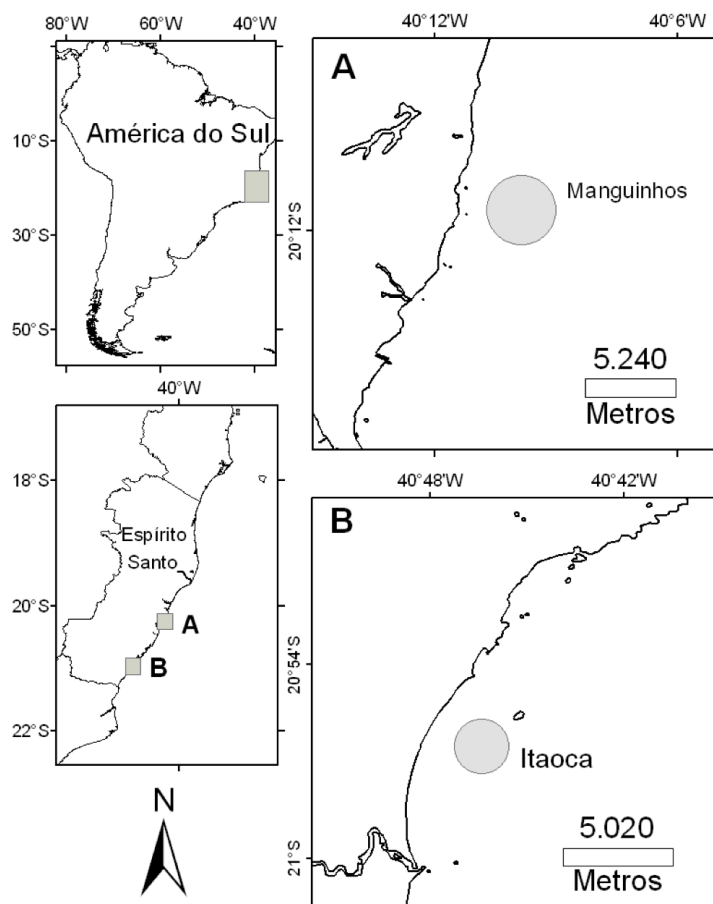 80°W 60°W 40°W
América do Sul
10°S
30°S
50°S
40°12'W 40°6'W
A
Manguinhos
20°12'S
5.240
Metros
40°W
18°S
Espírito
Santo
20°S
A
B
22°S
N
40°48'W 40°42'W
B
20°54'S
Itaoca
5.020
21°S
Metros